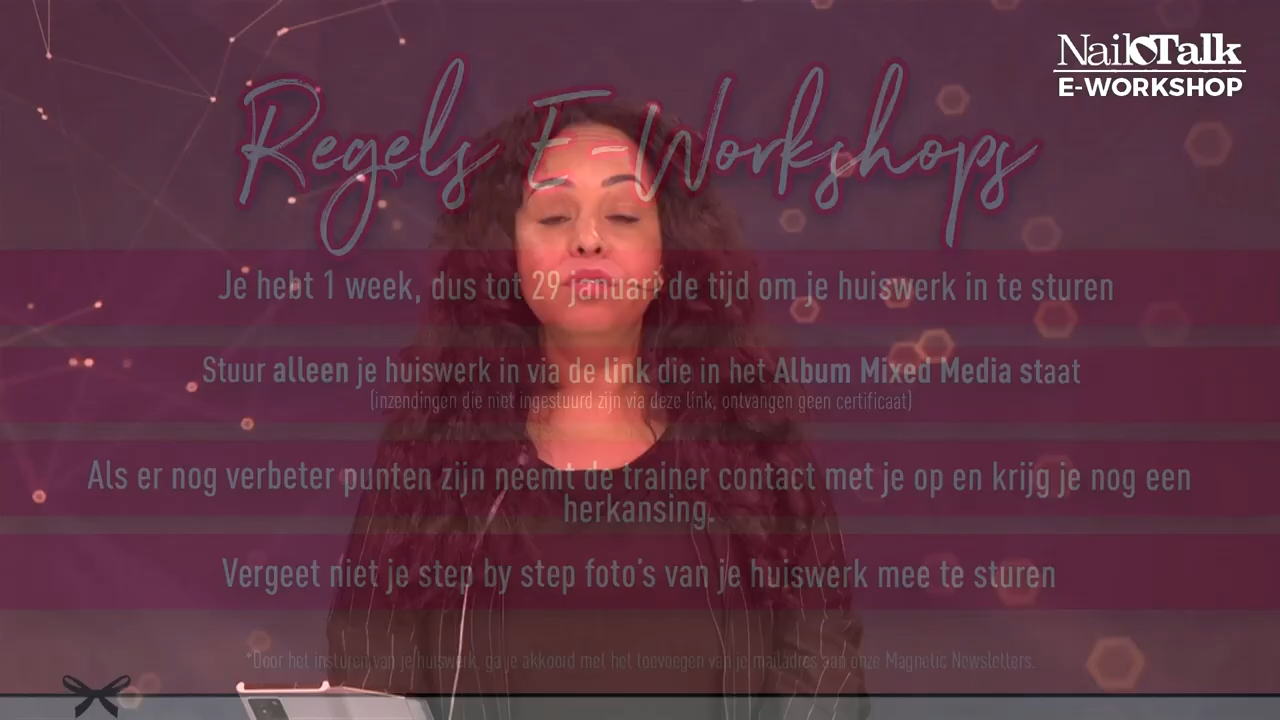 Nail Talk
E-WORKSHOP
Regels E-Workshops
Je hebt 1 week, dus tot 29 januari de tijd om je huiswerk in te sturen
Stuur alleen je huiswerk in via de link die in het Album Mixed Media staat
(inzendingen die niet ingestuurd zijn via deze link, ontvangen geen certificaat)
Als er nog verbeter punten zijn neemt de trainer contact met je op en krijg je nog een
herkansing.
Vergeet niet je step by step foto's van je huiswerk mee te sturen
*Door het insturen van je huiswerk, ga je akkoord met het toevoegen van je mailadres aan onze Magnetic Newsletters.